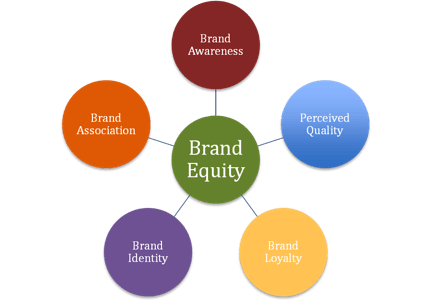 Brand
Awareness
Brand
Association
Perceived
Quality
Brand
Equity
Brand
Identity
Brand
Loyalty